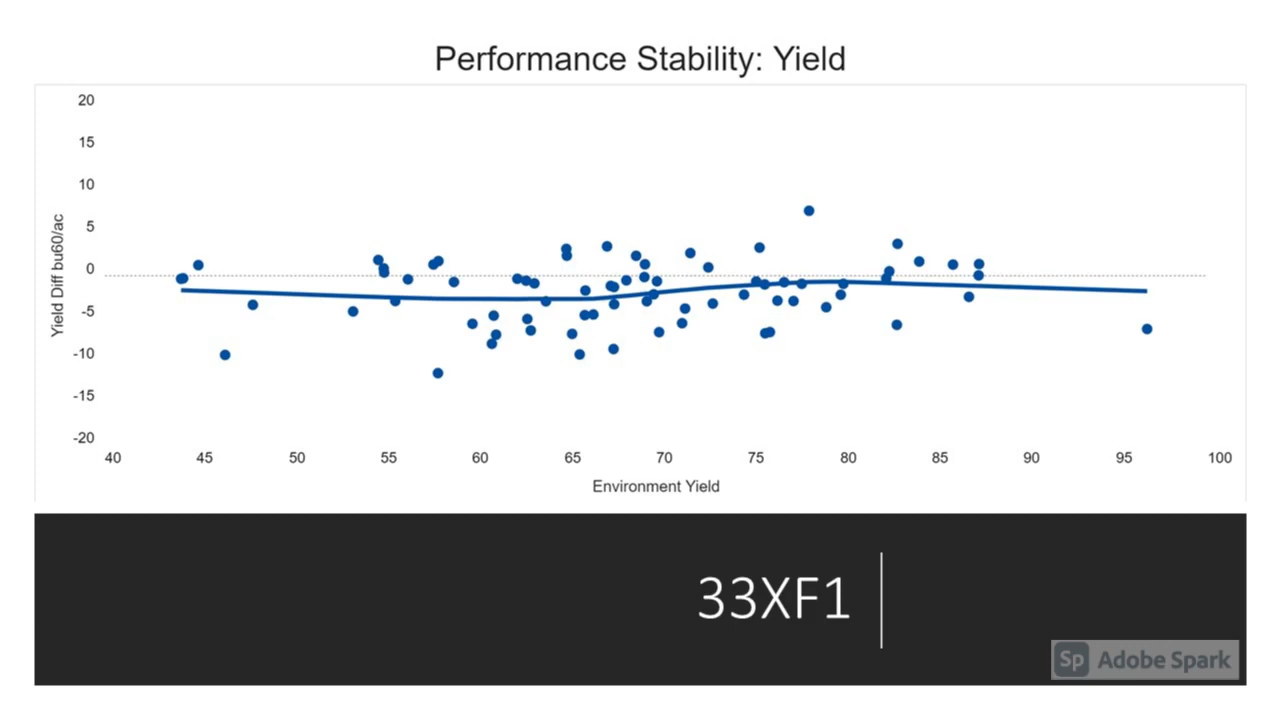 Performance Stability: Yield
20
15
10
5
0
-5
-10
-15
-20
Yield Diff bu60/ac
40 45 50 55 60 65 70 75 80 85 90 95 100
Environment Yield
33XF1
Sp Adobe Spark